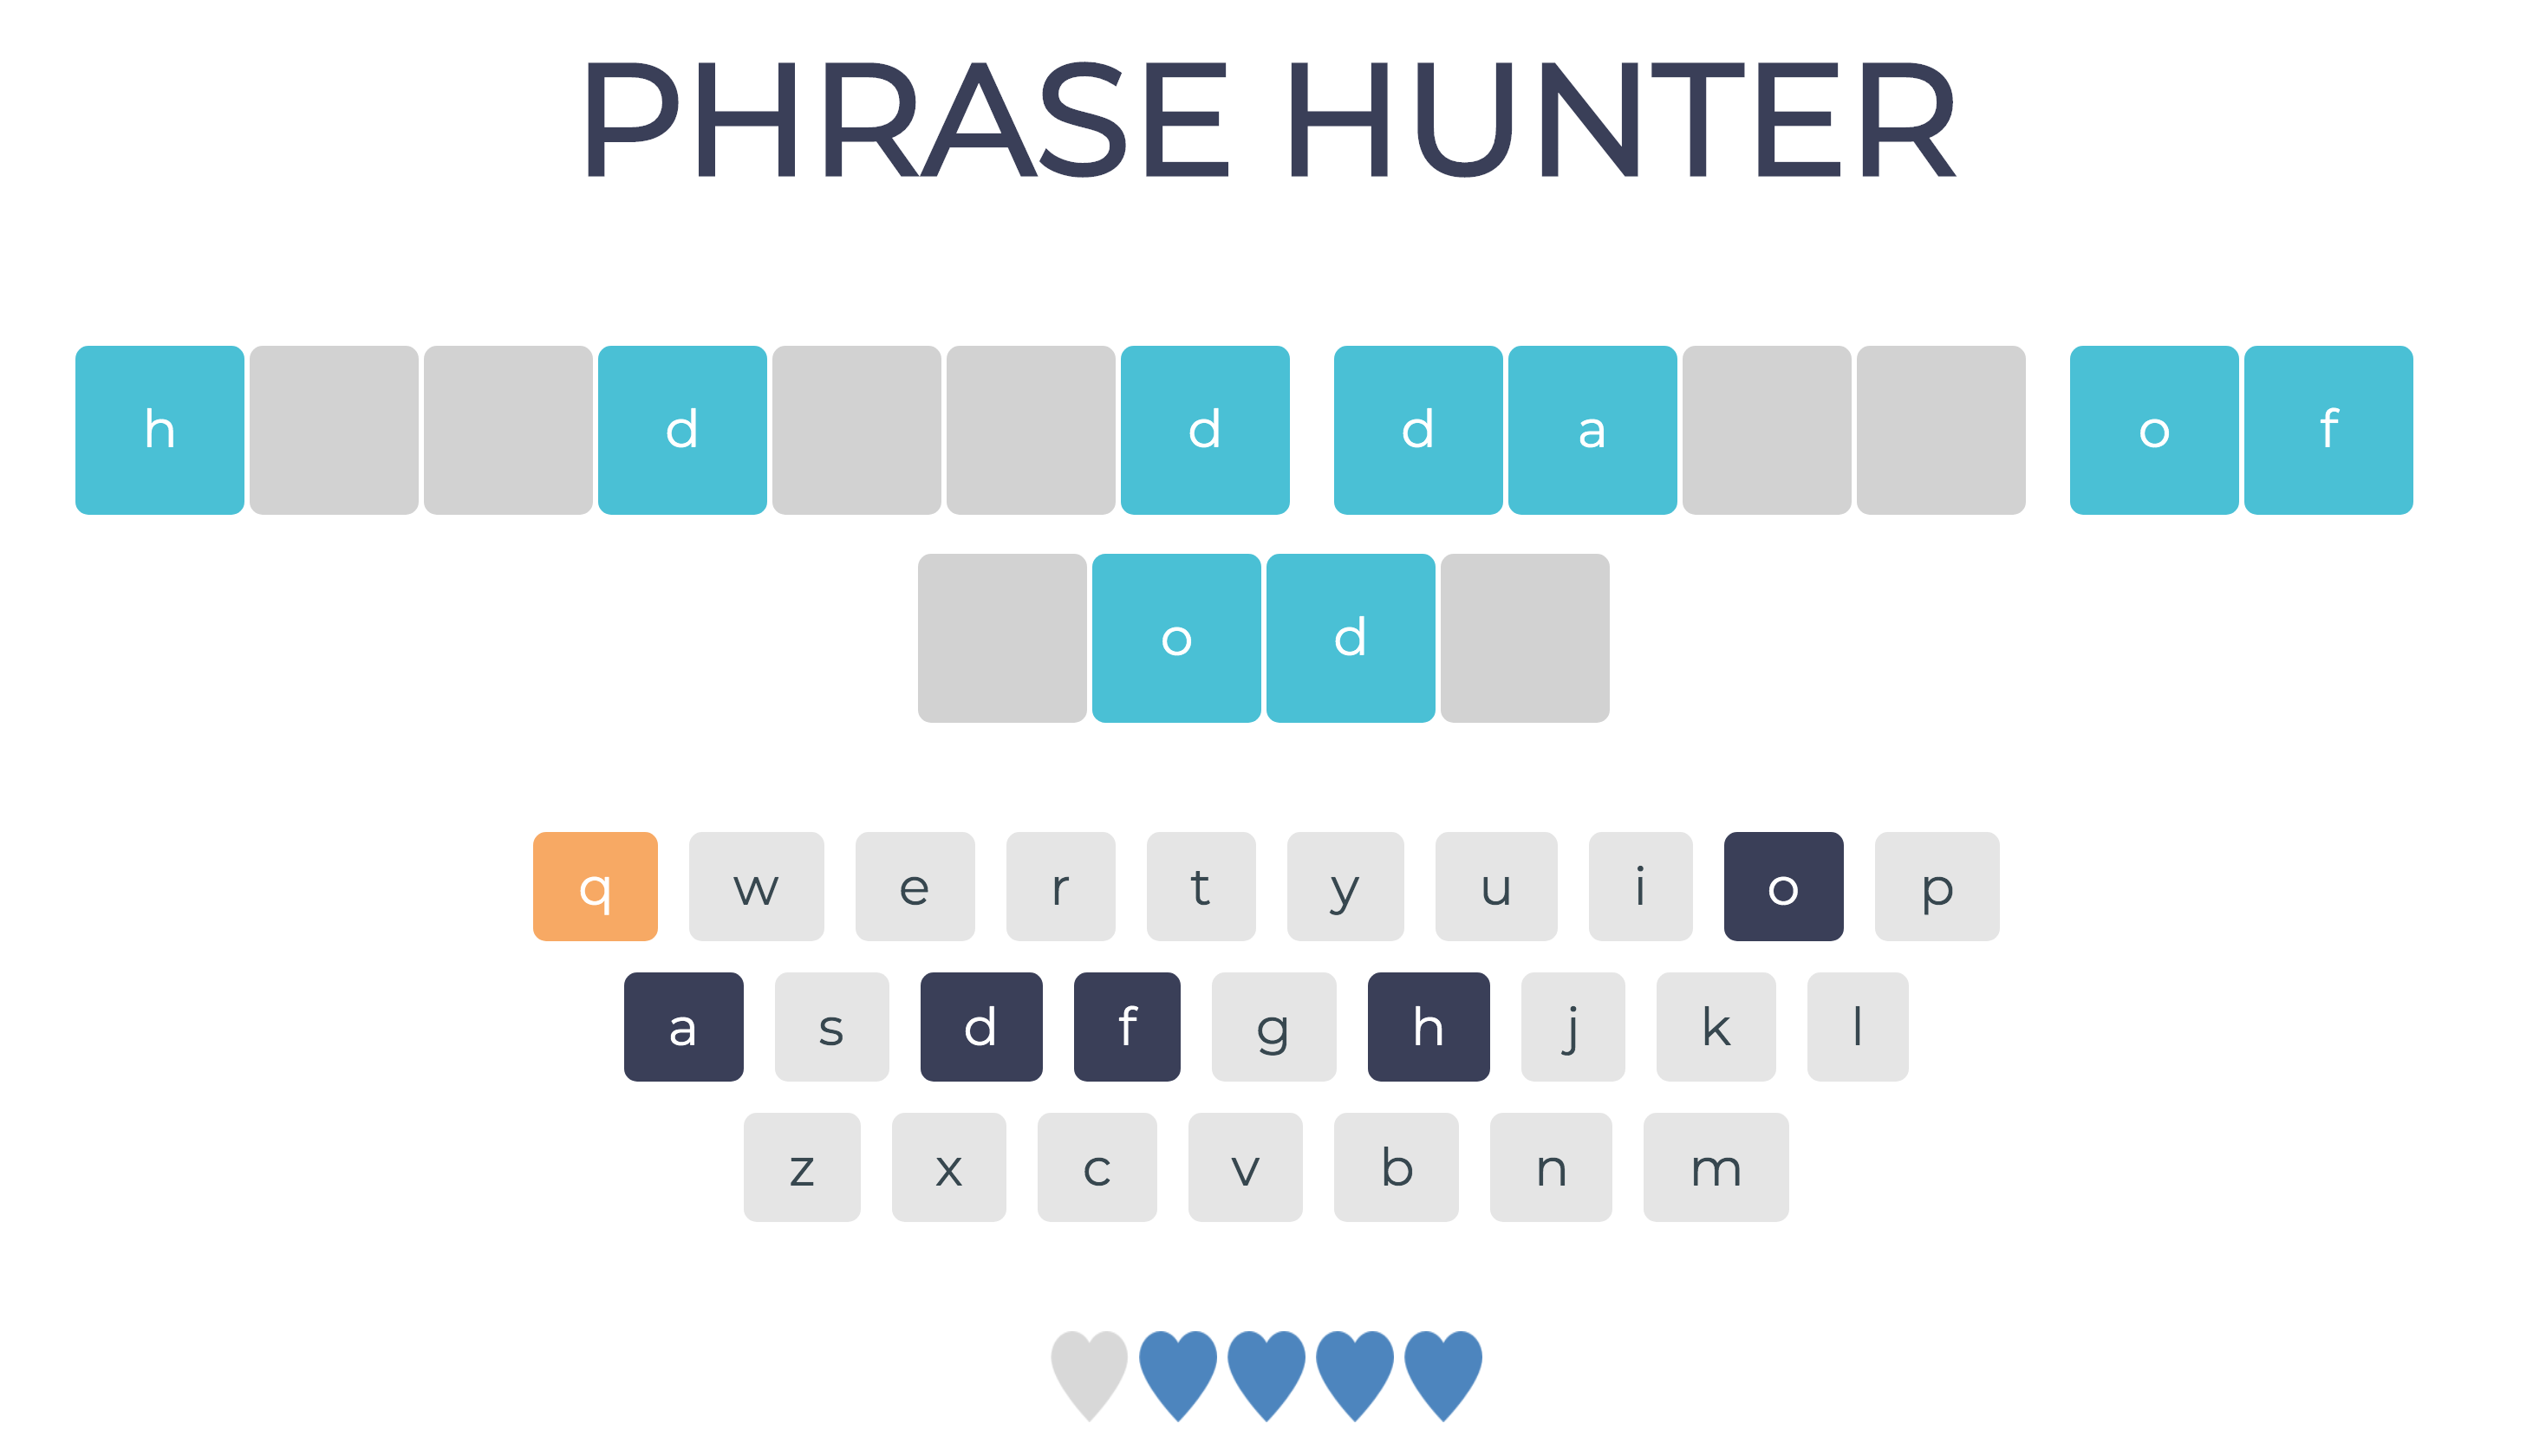 PHRASE HUNTER
h d d d a o f
o d
q w e r t y u i o p
a s d f g h j k l
z x c v b n m